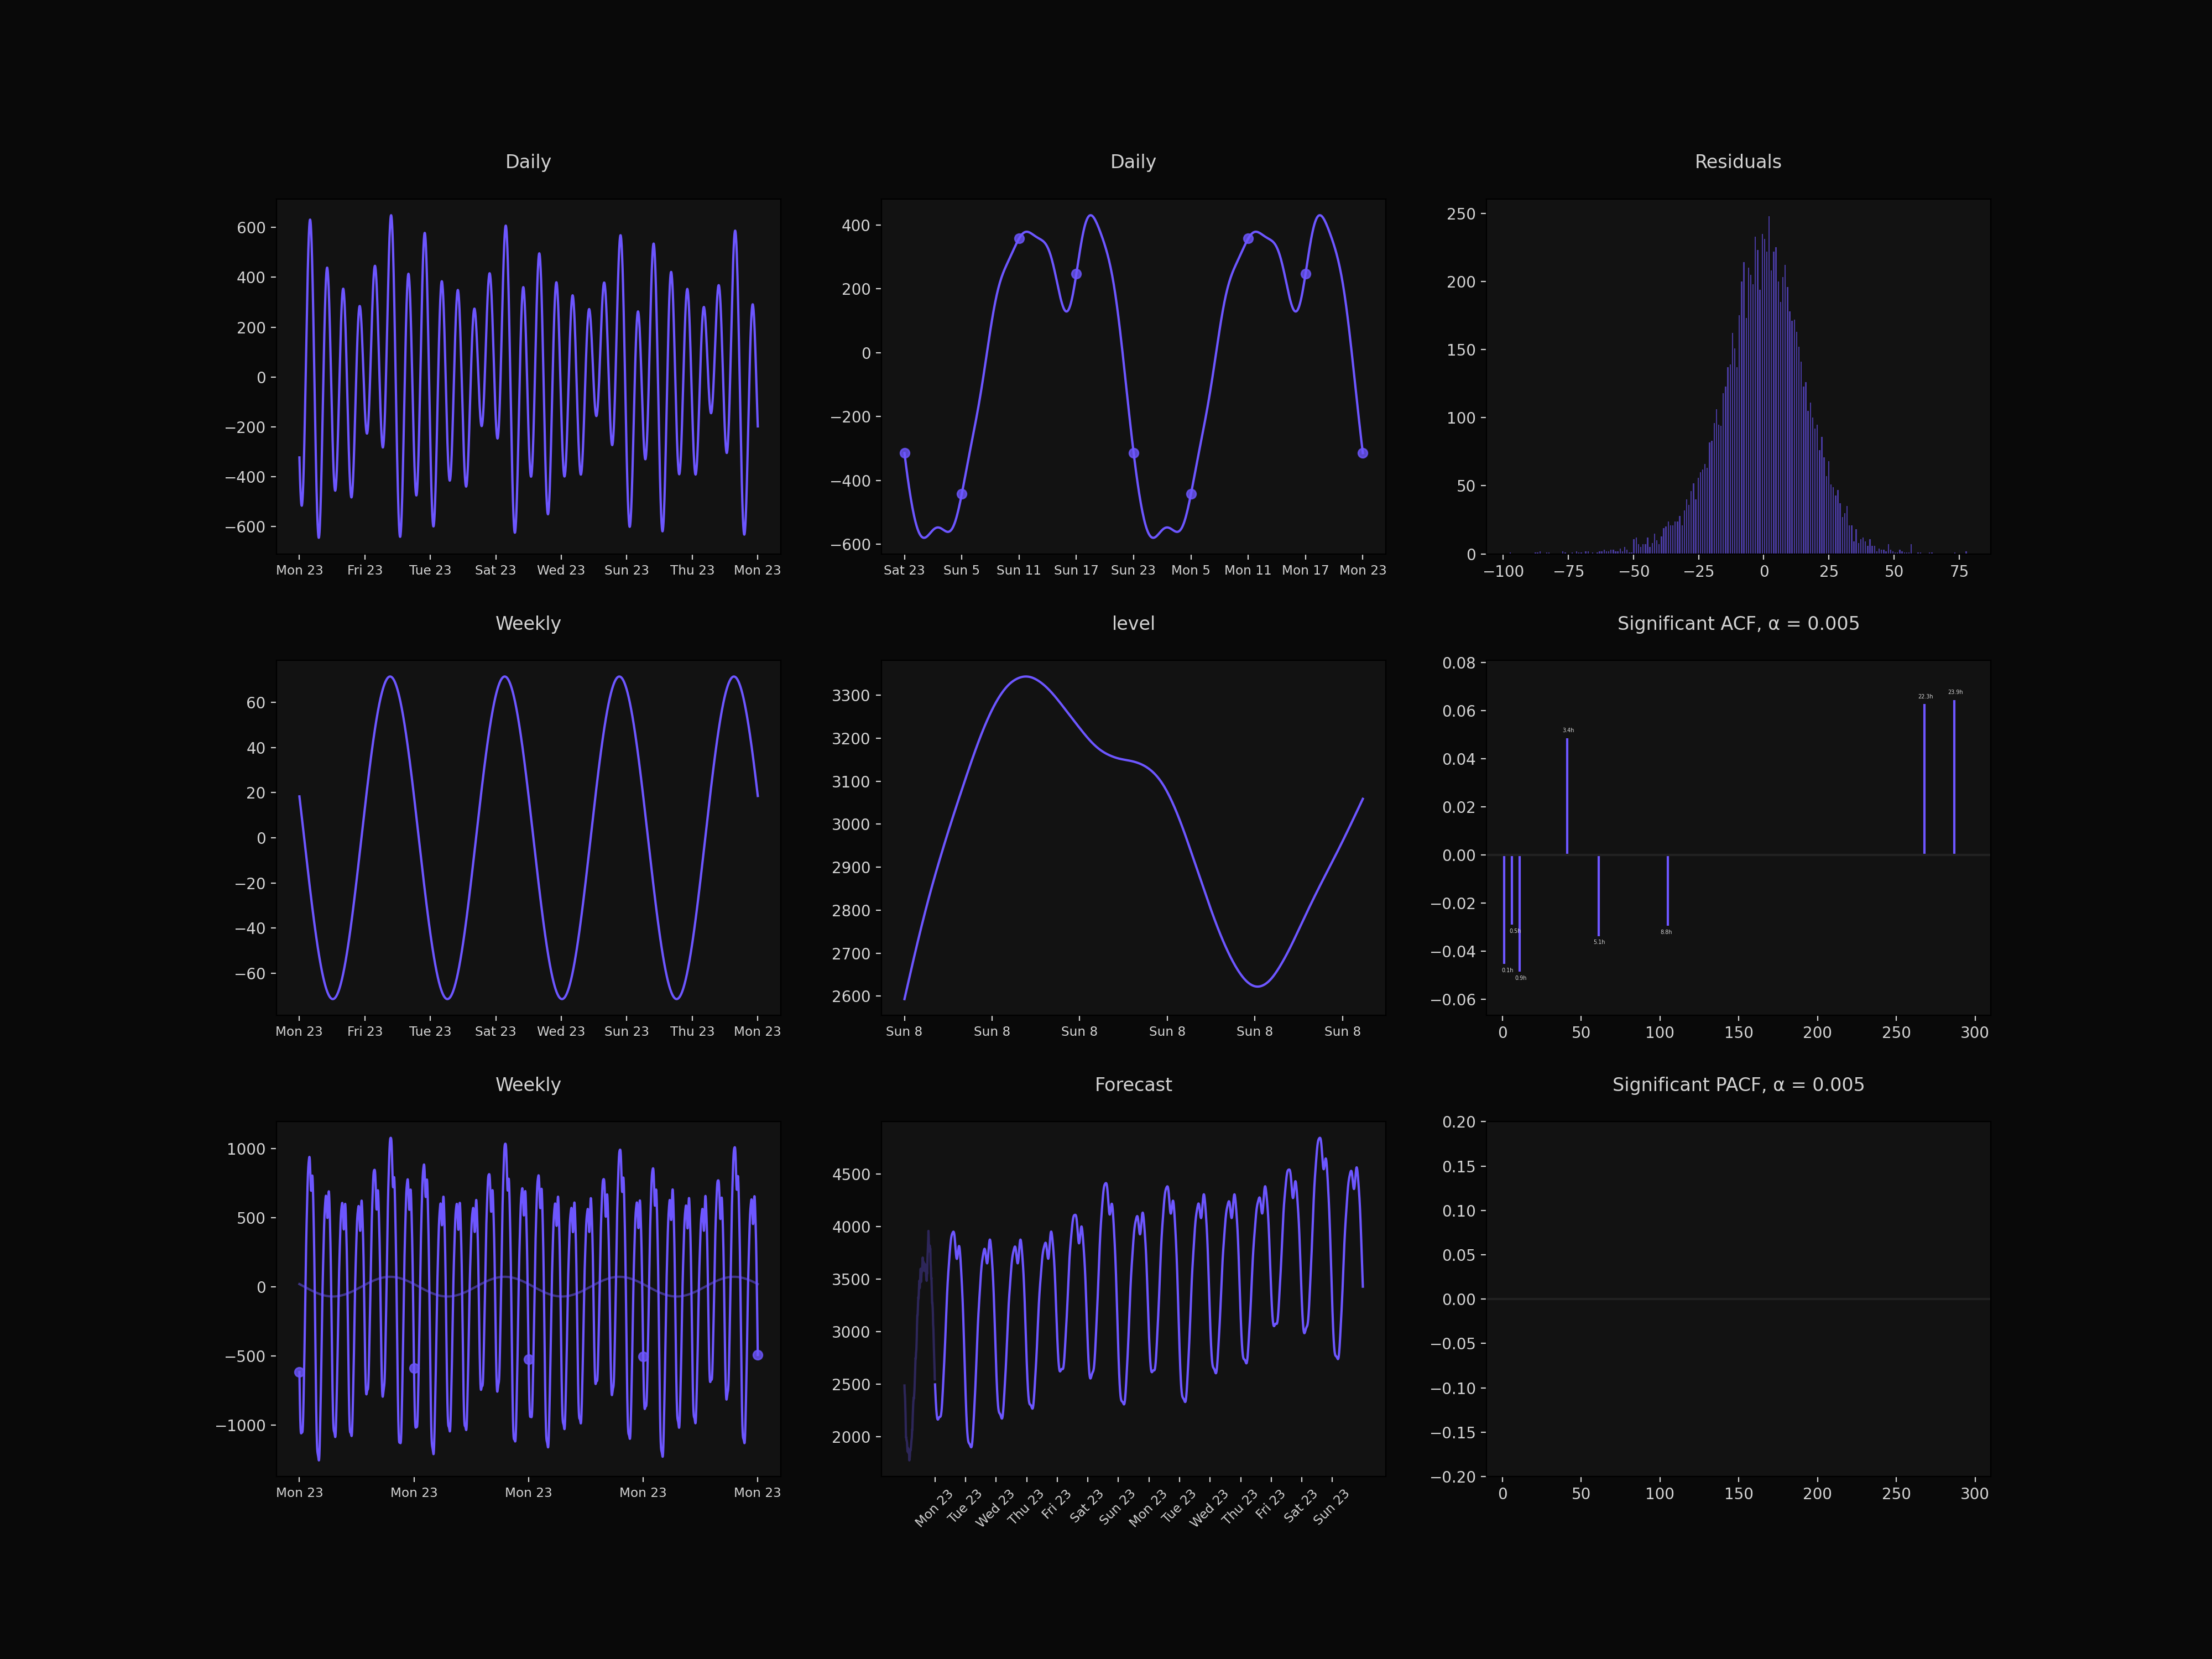 Daily
600
400
200
0
−200
−400
−600
Mon 23 Fri 23 Tue 23 Sat 23 Wed 23 Sun 23 Thu 23 Mon 23
Daily
400
200
0
−200
−400
−600
Sat 23 Sun 5 Sun 11 Sun 17 Sun 23 Mon 5 Mon 11 Mon 17 Mon 23
Residuals
250
200
150
100
50
0
−100 −75 −50 −25 0 25 50 75
Weekly
60
40
20
0
−20
−40
−60
Mon 23 Fri 23 Tue 23 Sat 23 Wed 23 Sun 23 Thu 23 Mon 23
level
3300
3200
3100
3000
2900
2800
2700
2600
Sun 8 Sun 8 Sun 8 Sun 8 Sun 8 Sun 8
Significant ACF, α = 0.005
0.08
0.06
0.04
0.02
0.00
−0.02
−0.04
−0.06
22.3h 23.9h
3.4h
0.5h 5.1h 8.8h
0.1h 0.9h
0 50 100 150 200 250 300
Weekly
1000
500
0
−500
−1000
Mon 23 Mon 23 Mon 23 Mon 23 Mon 23
Forecast
4500
4000
3500
3000
2500
2000
Mon 23 Tue 23 Wed 23 Thu 23 Fri 23 Sat 23 Sun 23 Mon 23 Tue 23 Wed 23 Thu 23 Fri 23 Sat 23 Sun 23
Significant PACF, α = 0.005
0.20
0.15
0.10
0.05
0.00
−0.05
−0.10
−0.15
−0.20
0 50 100 150 200 250 300